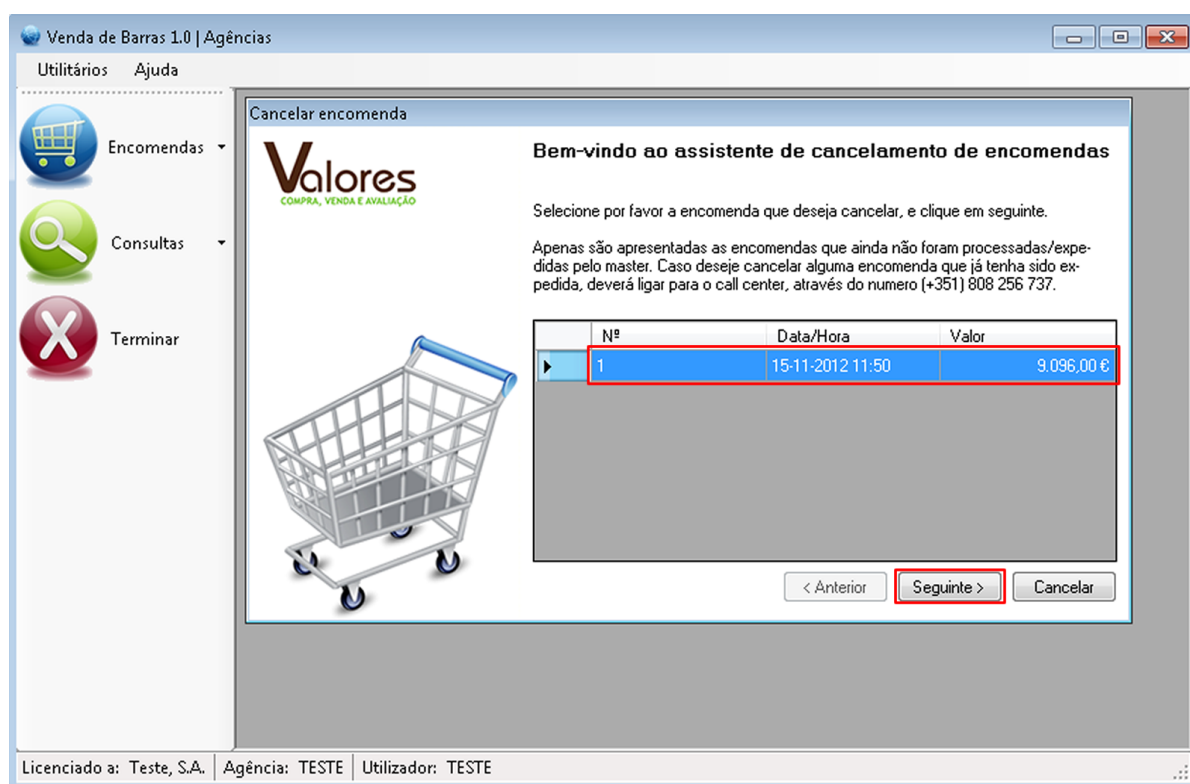 Venda de Barras 1.0 | Agências
Utilitários Ajuda
Encomendas
Consultas
Terminar
Cancelar encomenda
Valores
COMPRA, VENDA E AVALIAÇÃO
Bem-vindo ao assistente de cancelamento de encomendas
Selecione por favor a encomenda que deseja cancelar, e clique em seguinte.
Apenas são apresentadas as encomendas que ainda não foram processadas/expe-
didas pelo master. Caso deseje cancelar alguma encomenda que já tenha sido ex-
pedida, deverá ligar para o call center, através do numero (+351) 808 256 737.
Nº Data/Hora Valor
1 15-11-2012 11:50 9.096,00 €
< Anterior Seguinte > Cancelar
Licenciado a: Teste, S.A. Agência: TESTE Utilizador: TESTE